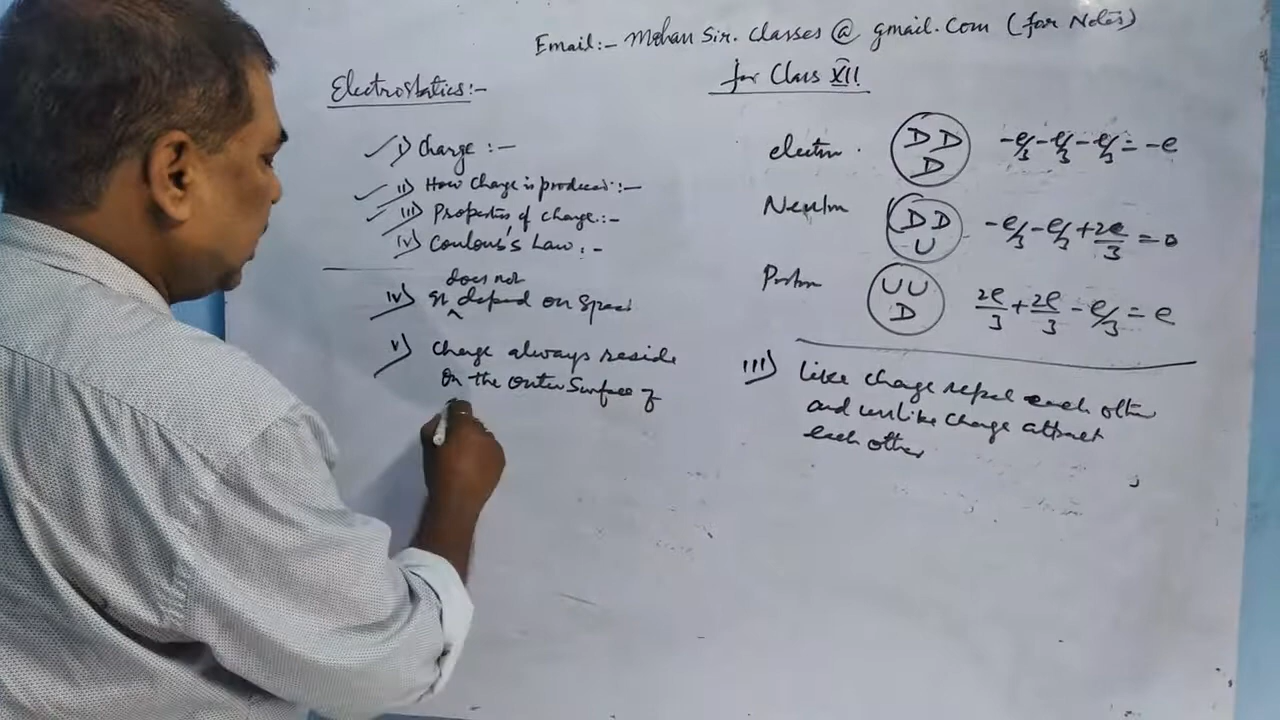 Email:- Mohan Sir. Classes @ gmail.Com (for Notes)
for Class XII
Electrostatics:-
i) Charge :-
ii) How Charge is produced:-
iii) Properties of Charge:-
iv) Coulous's Law:-
does not
iv) It ^ depend on Speed
v) Charge always reside
On the Outer Surface of
electron. D D D -e/3-e/3-e/3=-e
Neutron D D U -e/3-e/3+2e/3=0
Proton U U D 2e/3+2e/3-e/3=e
iii) Like Charge repel each other
and unlike Charge attract
each other